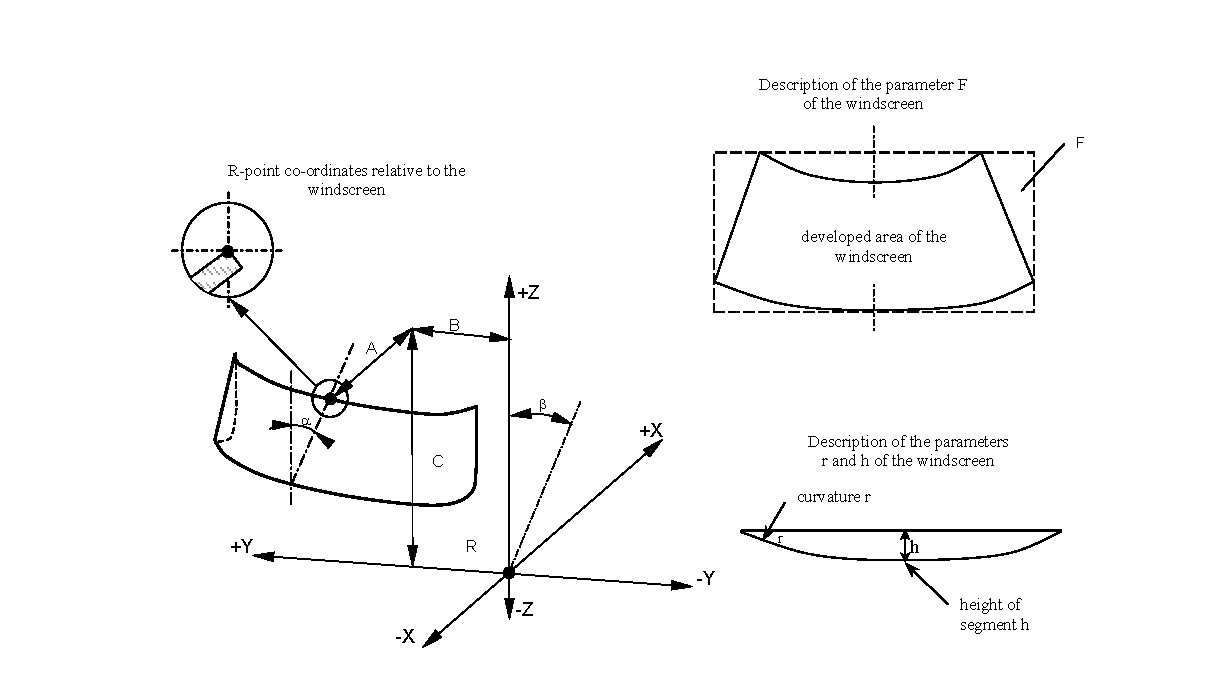 Description of the parameter F
of the windscreen
F
developed area of the
windscreen
R-point co-ordinates relative to the
windscreen
+Z
B
A
β
α
+X
C
R
+Y
-Y
-Z
-X
Description of the parameters
r and h of the windscreen
curvature r
r
h
height of
segment h